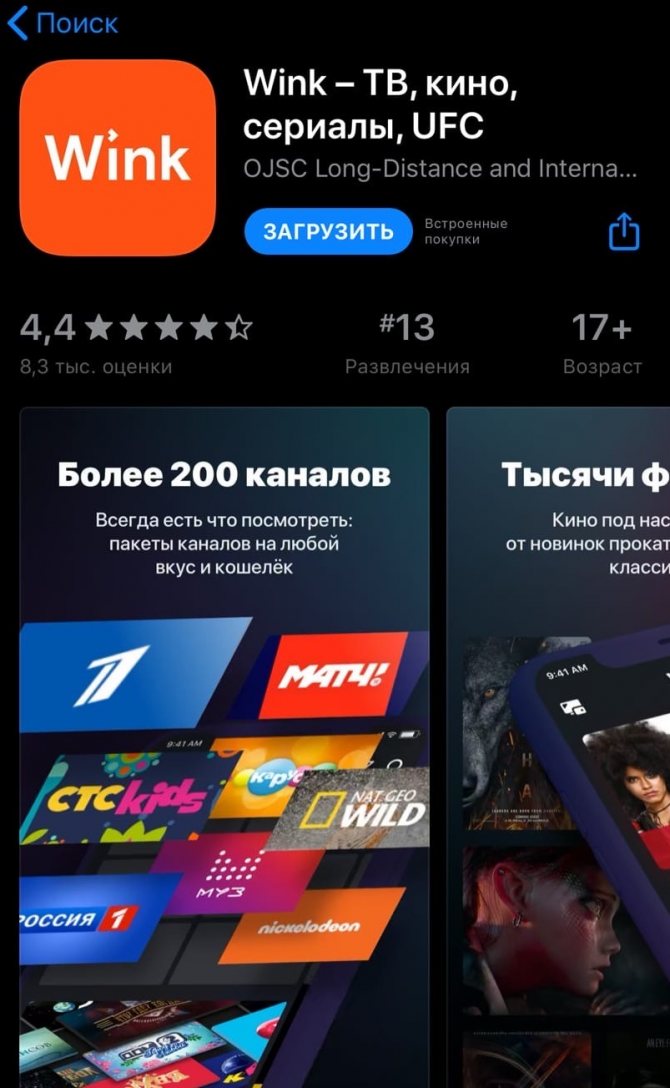 Поиск
Wink
Wink – ТВ, кино,
сериалы, UFC
OJSC Long-Distance and Interna...
ЗАГРУЗИТЬ
Встроенные
покупки
4,4
8,3 тыс. оценки
#13
Развлечения
17+
Возраст
Более 200 каналов
Всегда есть что посмотреть:
пакеты каналов на любой
вкус и кошелёк
МАТЧ!
9:41 AM
СТС kids
NAT GEO
WILD
МУЗ
РОССИЯ 1
nickelodeon
Тысячи ф
Кино под нас
от новинок прокат
класси
9:41 AM